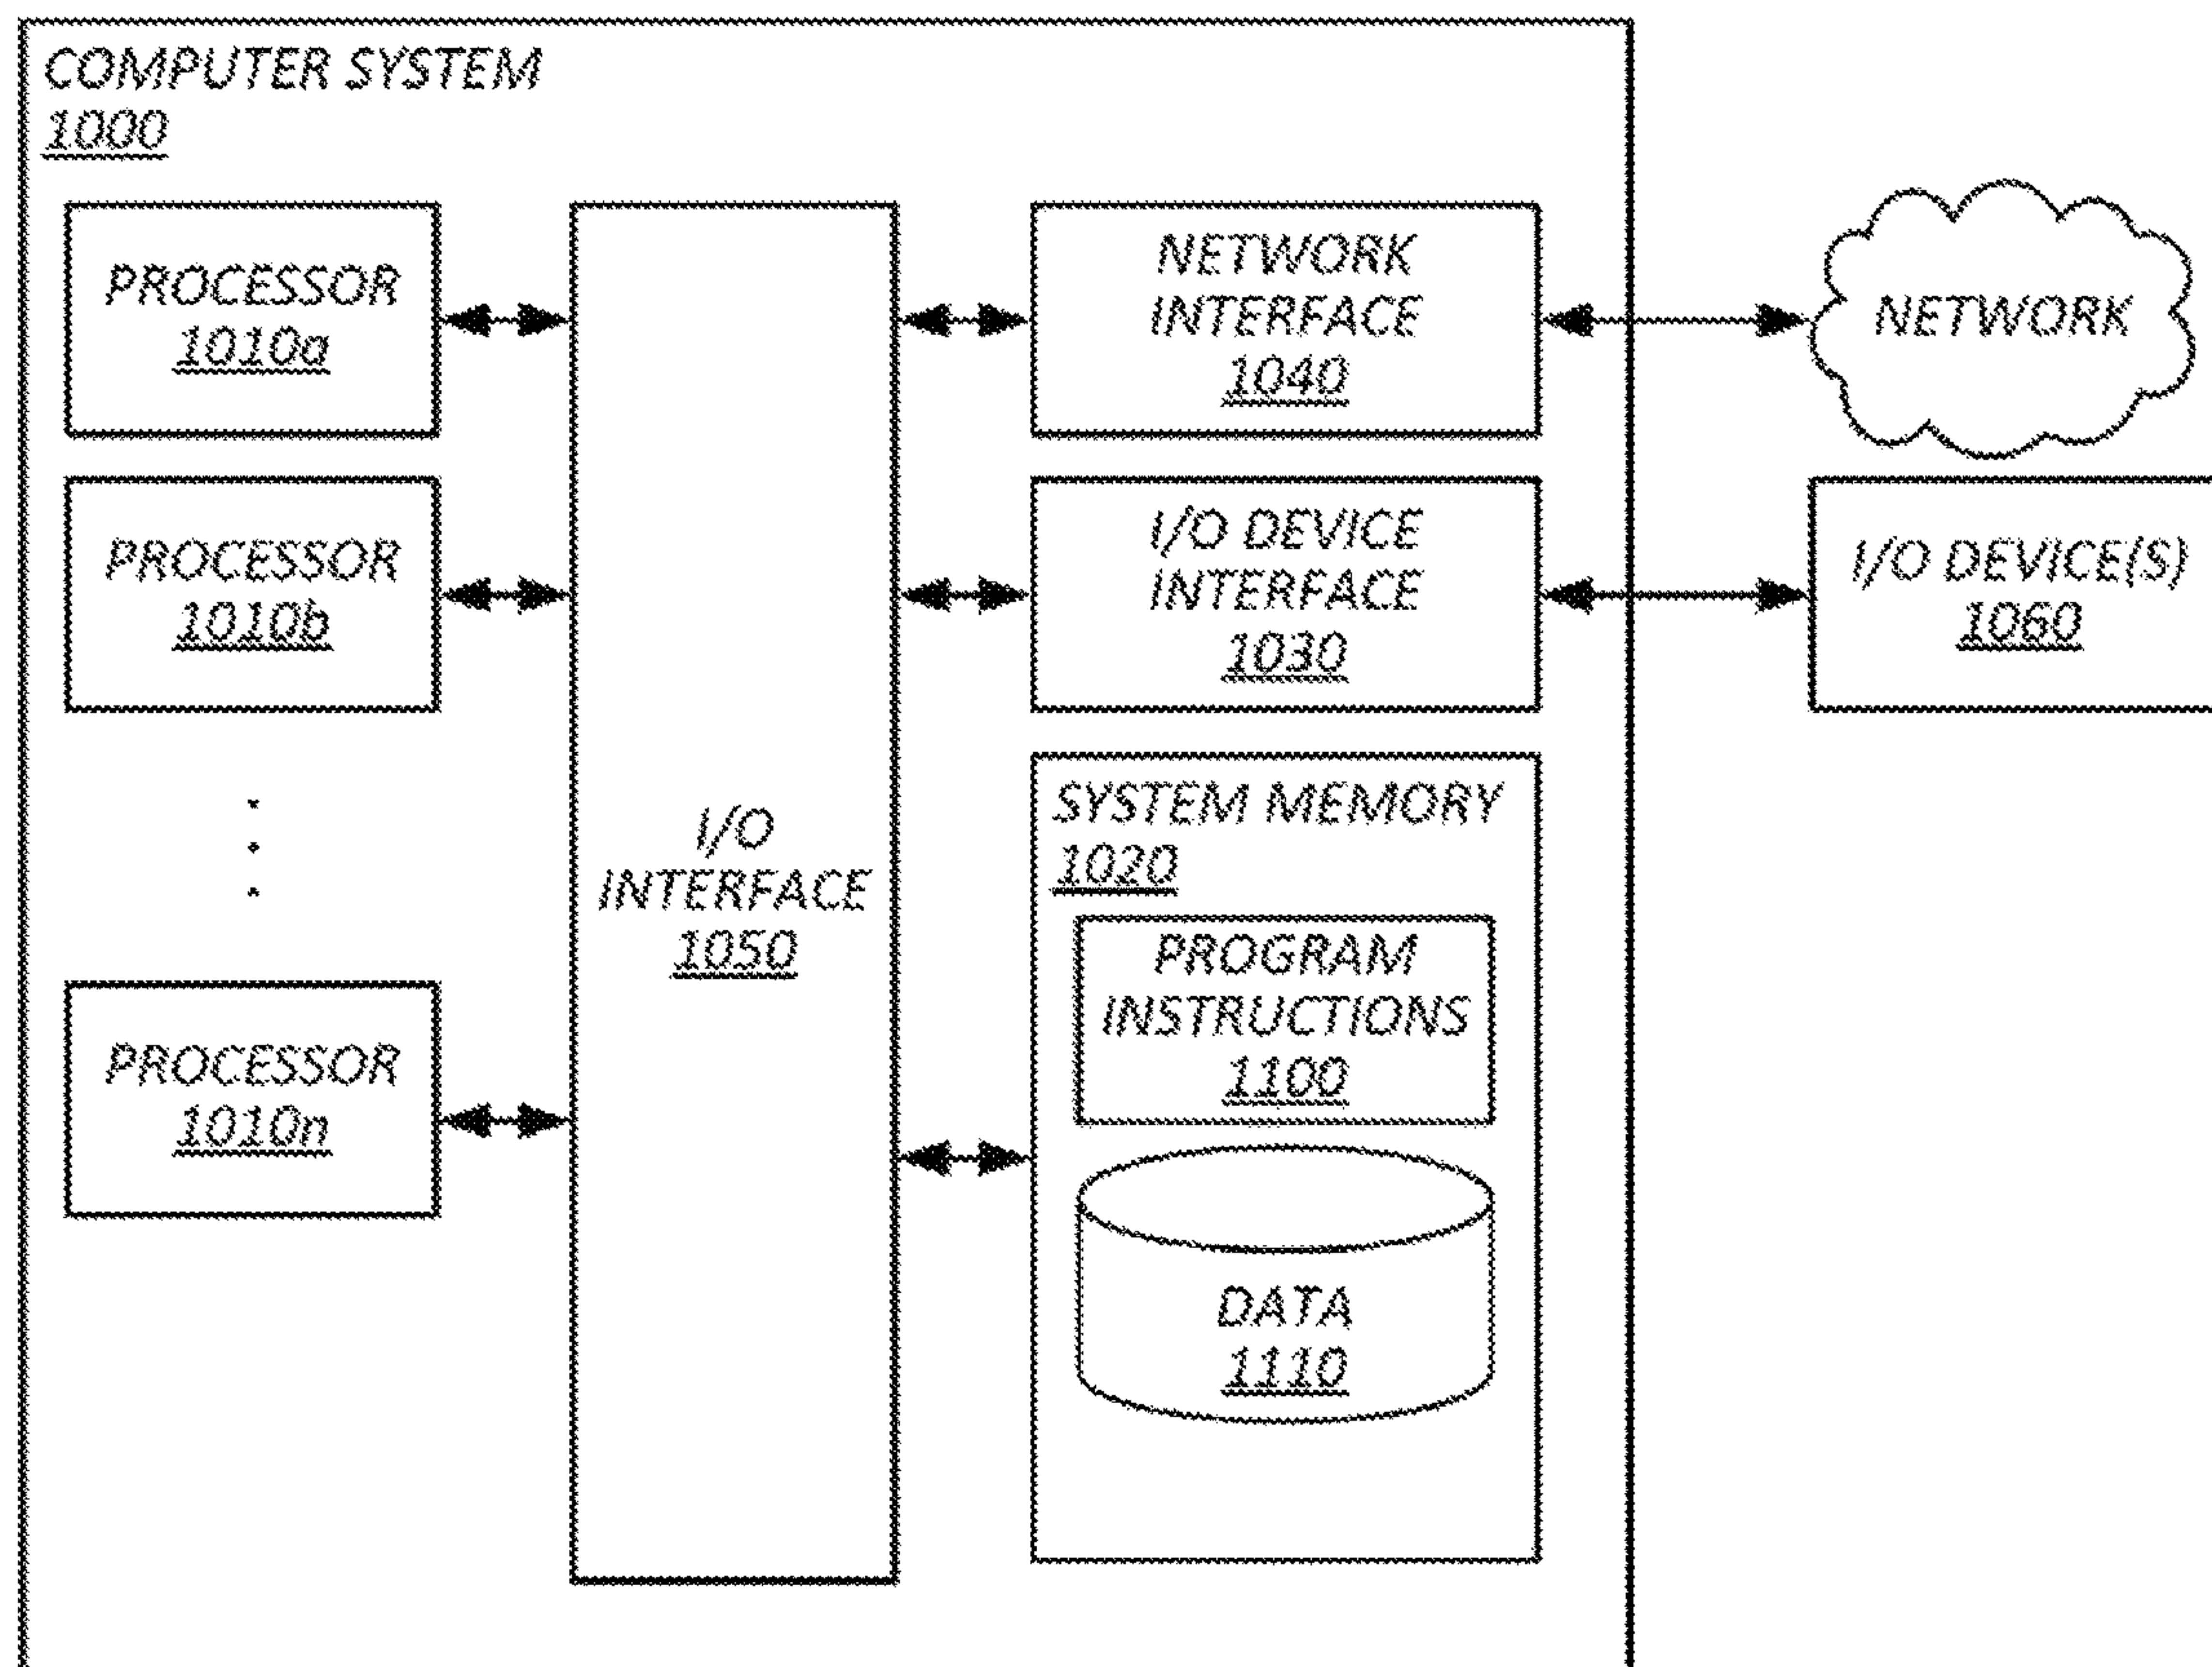 COMPUTER SYSTEM
1000
PROCESSOR
1010a
PROCESSOR
1010b
PROCESSOR
1010n
I/O
INTERFACE
1050
NETWORK
INTERFACE
1040
I/O DEVICE
INTERFACE
1030
SYSTEM MEMORY
1020
PROGRAM
INSTRUCTIONS
1100
DATA
1110
NETWORK
I/O DEVICE(S)
1060